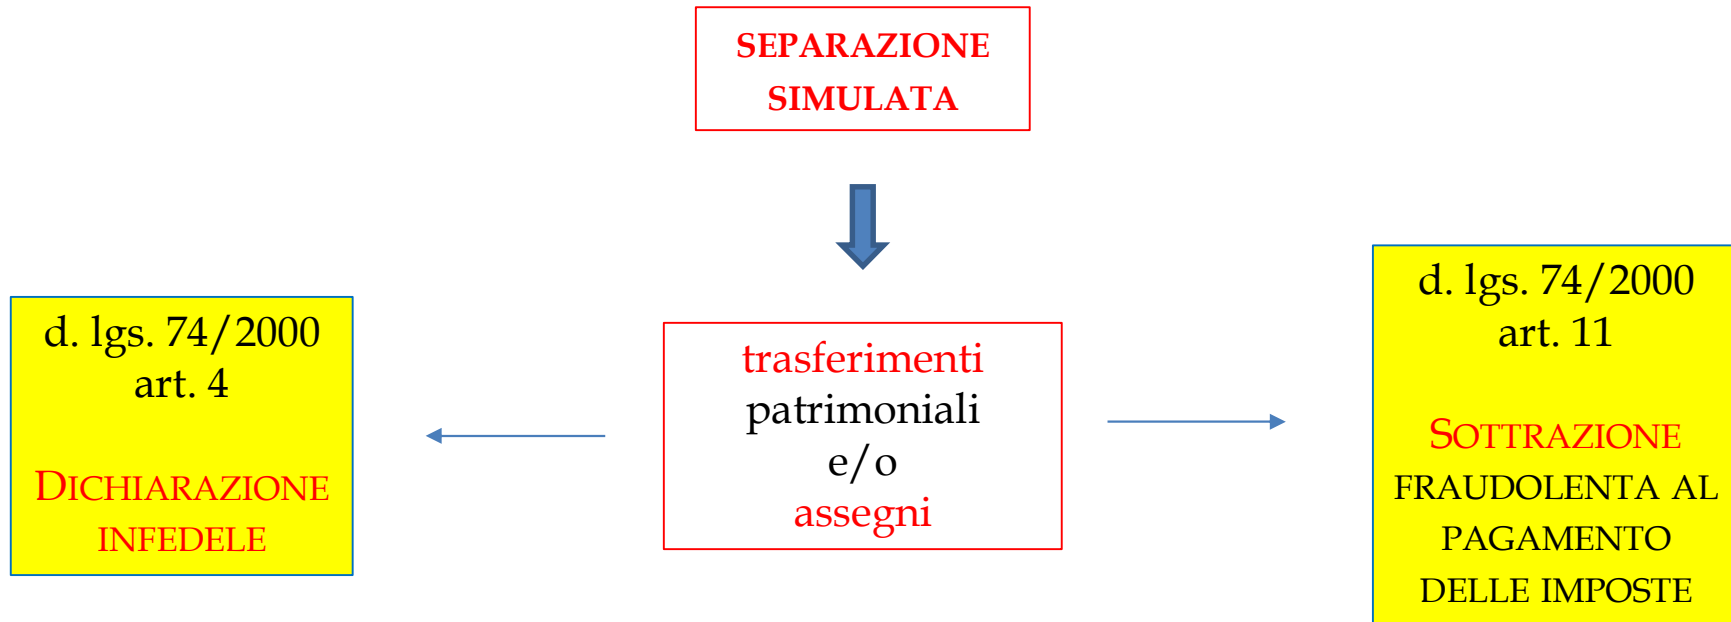 SEPARAZIONE
SIMULATA
d. lgs. 74/2000
art. 4
DICHIARAZIONE
INFEDELE
trasferimenti
patrimoniali
e/o
assegni
d. lgs. 74/2000
art. 11
SOTTRAZIONE
FRAUDOLENTA AL
PAGAMENTO
DELLE IMPOSTE